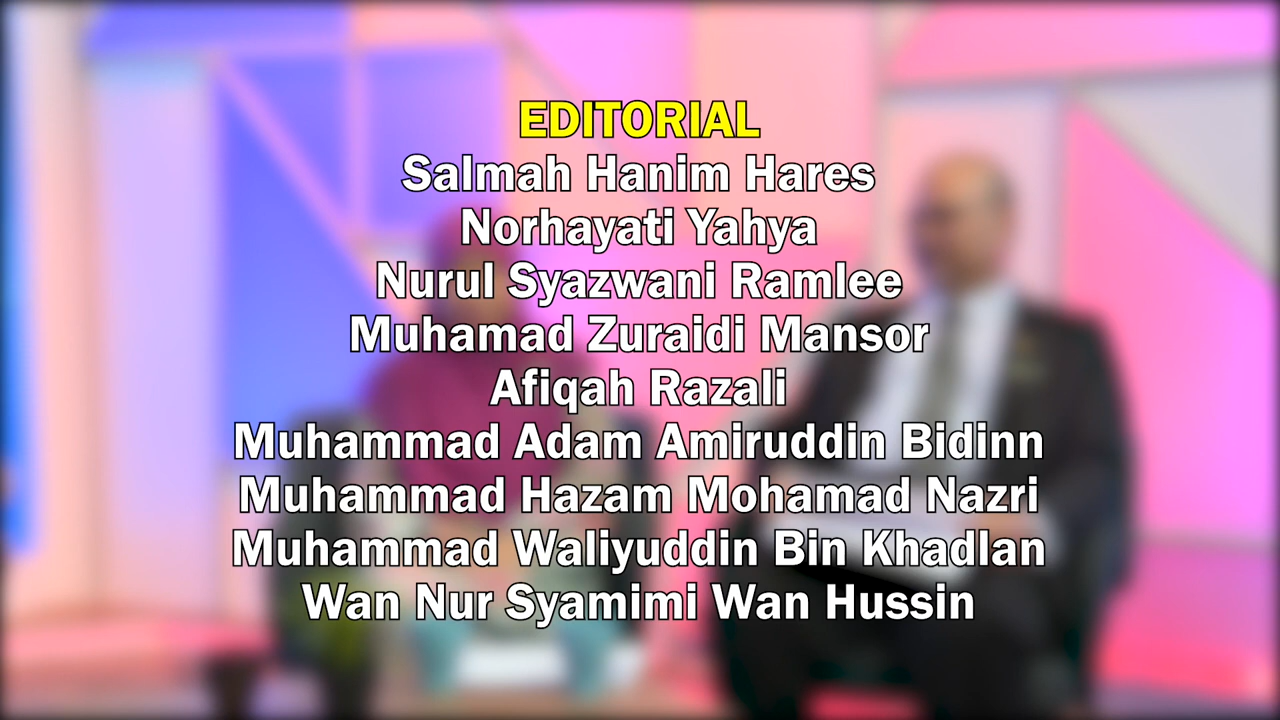 EDITORIAL
Salmah Hanim Hares
Norhayati Yahya
Nurul Syazwani Ramlee
Muhamad Zuraidi Mansor
Afiqah Razali
Muhammad Adam Amiruddin Bidinn
Muhammad Hazam Mohamad Nazri
Muhammad Waliyuddin Bin Khadlan
Wan Nur Syamimi Wan Hussin